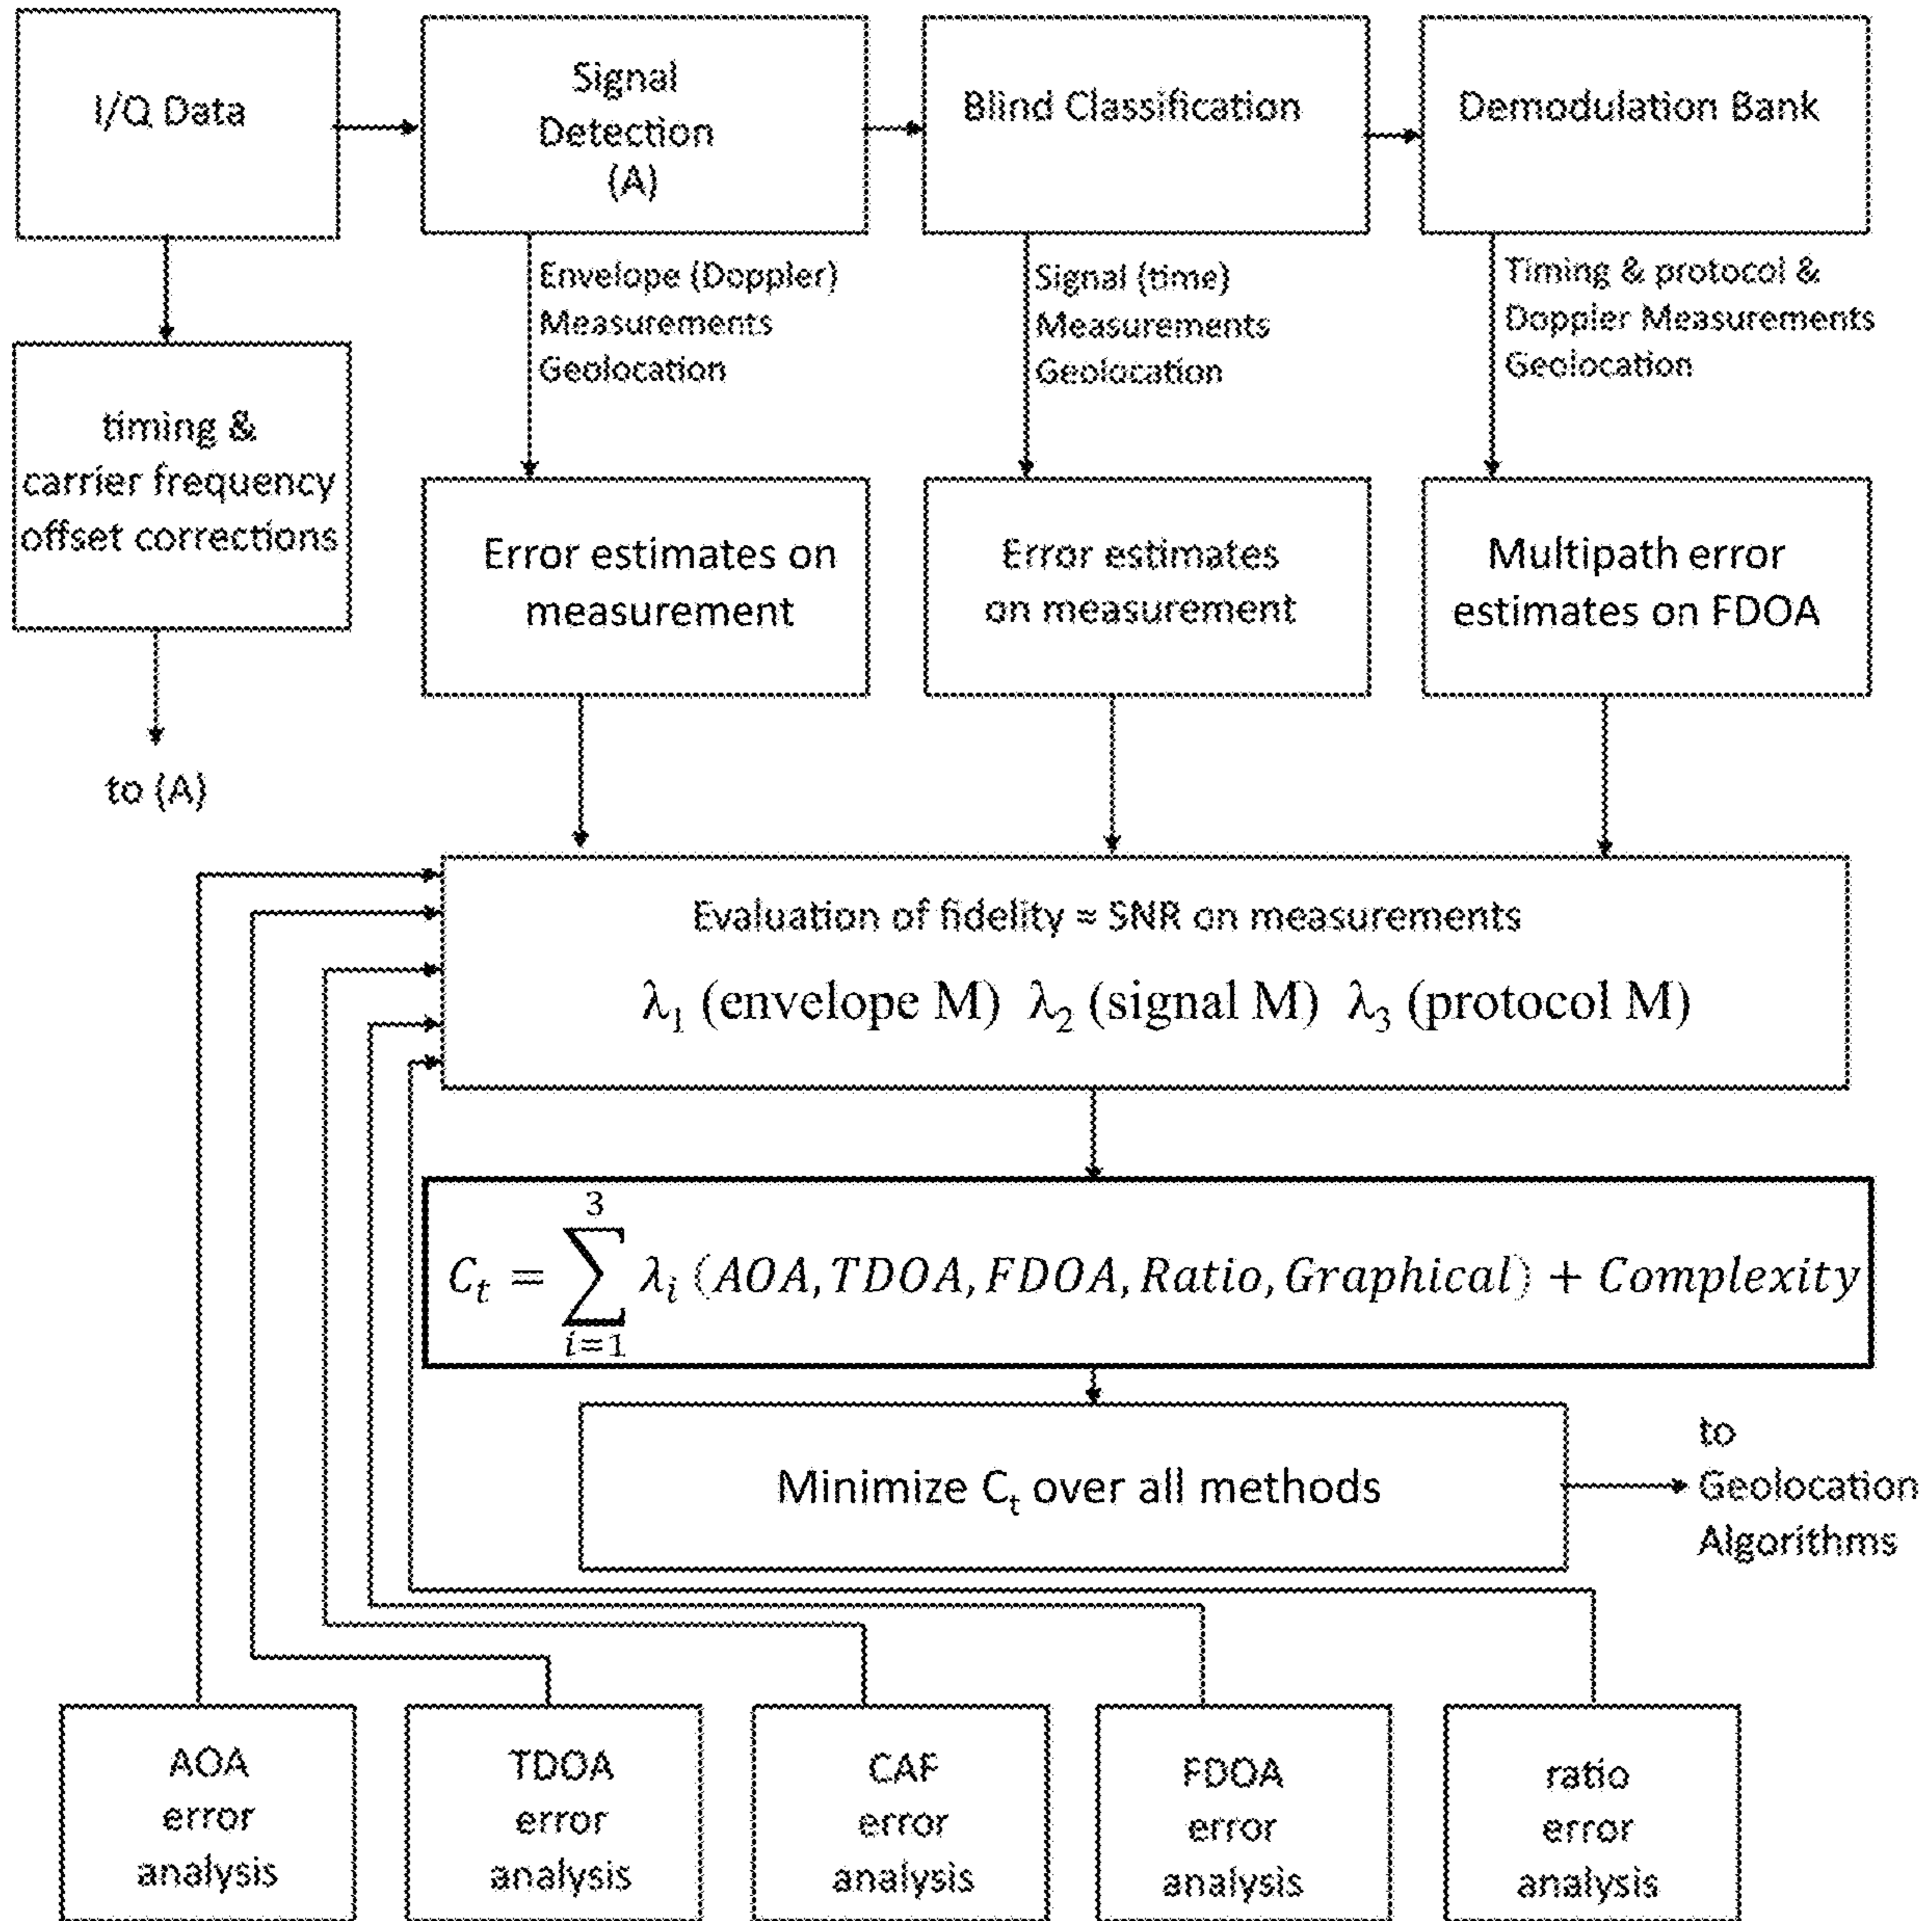 I/Q Data
Signal
Detection
(A)
Blind Classification
Demodulation Bank
Envelope (Doppler)
Measurements
Geolocation
Signal (time)
Measurements
Geolocation
Timing & protocol &
Doppler Measurements
Geolocation
timing &
carrier frequency
offset corrections
to (A)
Error estimates on
measurement
Error estimates
on measurement
Multipath error
estimates on FDOA
Evaluation of fidelity = SNR on measurements
λ₁ (envelope M) λ₂ (signal M) λ₃ (protocol M)
C_t = ∑_{i=1}^{3} λ_i (AOA, TDOA, FDOA, Ratio, Graphical) + Complexity
Minimize C_t over all methods
to
Geolocation
Algorithms
AOA
error
analysis
TDOA
error
analysis
CAF
error
analysis
FDOA
error
analysis
ratio
error
analysis